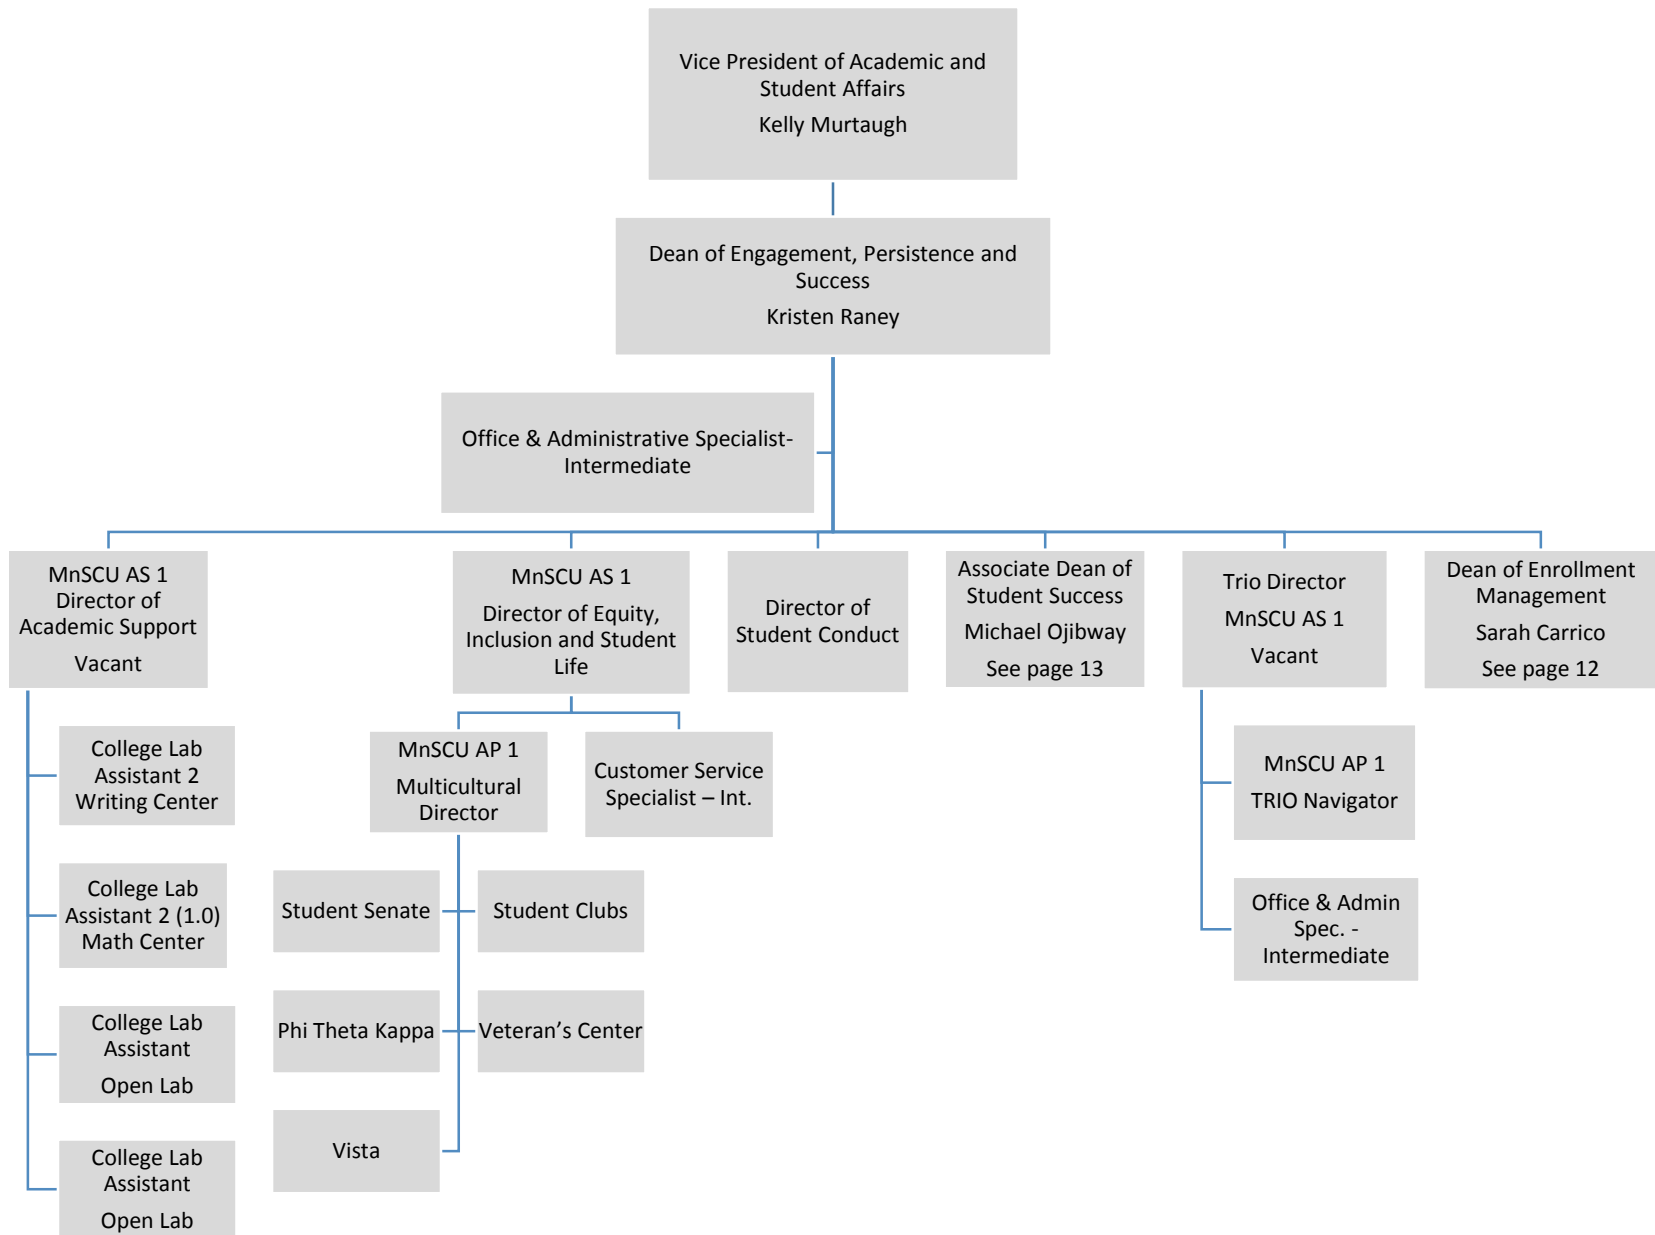 Vice President of Academic and
Student Affairs
Kelly Murtaugh
Dean of Engagement, Persistence and
Success
Kristen Raney
Office & Administrative Specialist-
Intermediate
MnSCU AS 1
Director of
Academic Support
Vacant
MnSCU AS 1
Director of Equity,
Inclusion and Student
Life
Director of
Student Conduct
Associate Dean of
Student Success
Michael Ojibway
See page 13
Trio Director
MnSCU AS 1
Vacant
Dean of Enrollment
Management
Sarah Carrico
See page 12
College Lab
Assistant 2
Writing Center
College Lab
Assistant 2 (1.0)
Math Center
College Lab
Assistant
Open Lab
College Lab
Assistant
Open Lab
MnSCU AP 1
Multicultural
Director
Customer Service
Specialist – Int.
Student Senate
Student Clubs
Phi Theta Kappa
Veteran’s Center
Vista
MnSCU AP 1
TRIO Navigator
Office & Admin
Spec. -
Intermediate